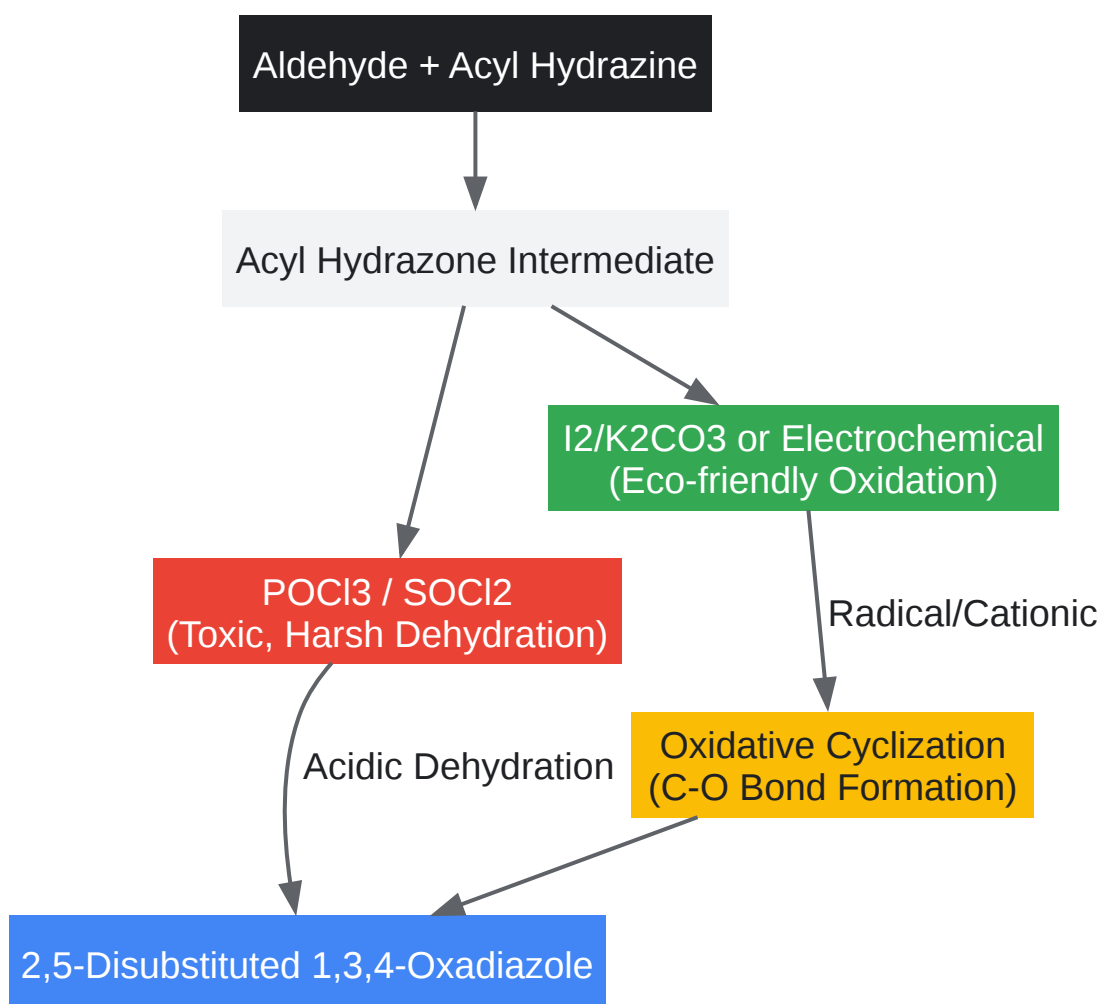 Aldehyde + Acyl Hydrazine
Acyl Hydrazone Intermediate
I2/K2CO3 or Electrochemical
(Eco-friendly Oxidation)
POCl3 / SOCl2
(Toxic, Harsh Dehydration)
Radical/Cationic
Oxidative Cyclization
(C-O Bond Formation)
Acidic Dehydration
2,5-Disubstituted 1,3,4-Oxadiazole